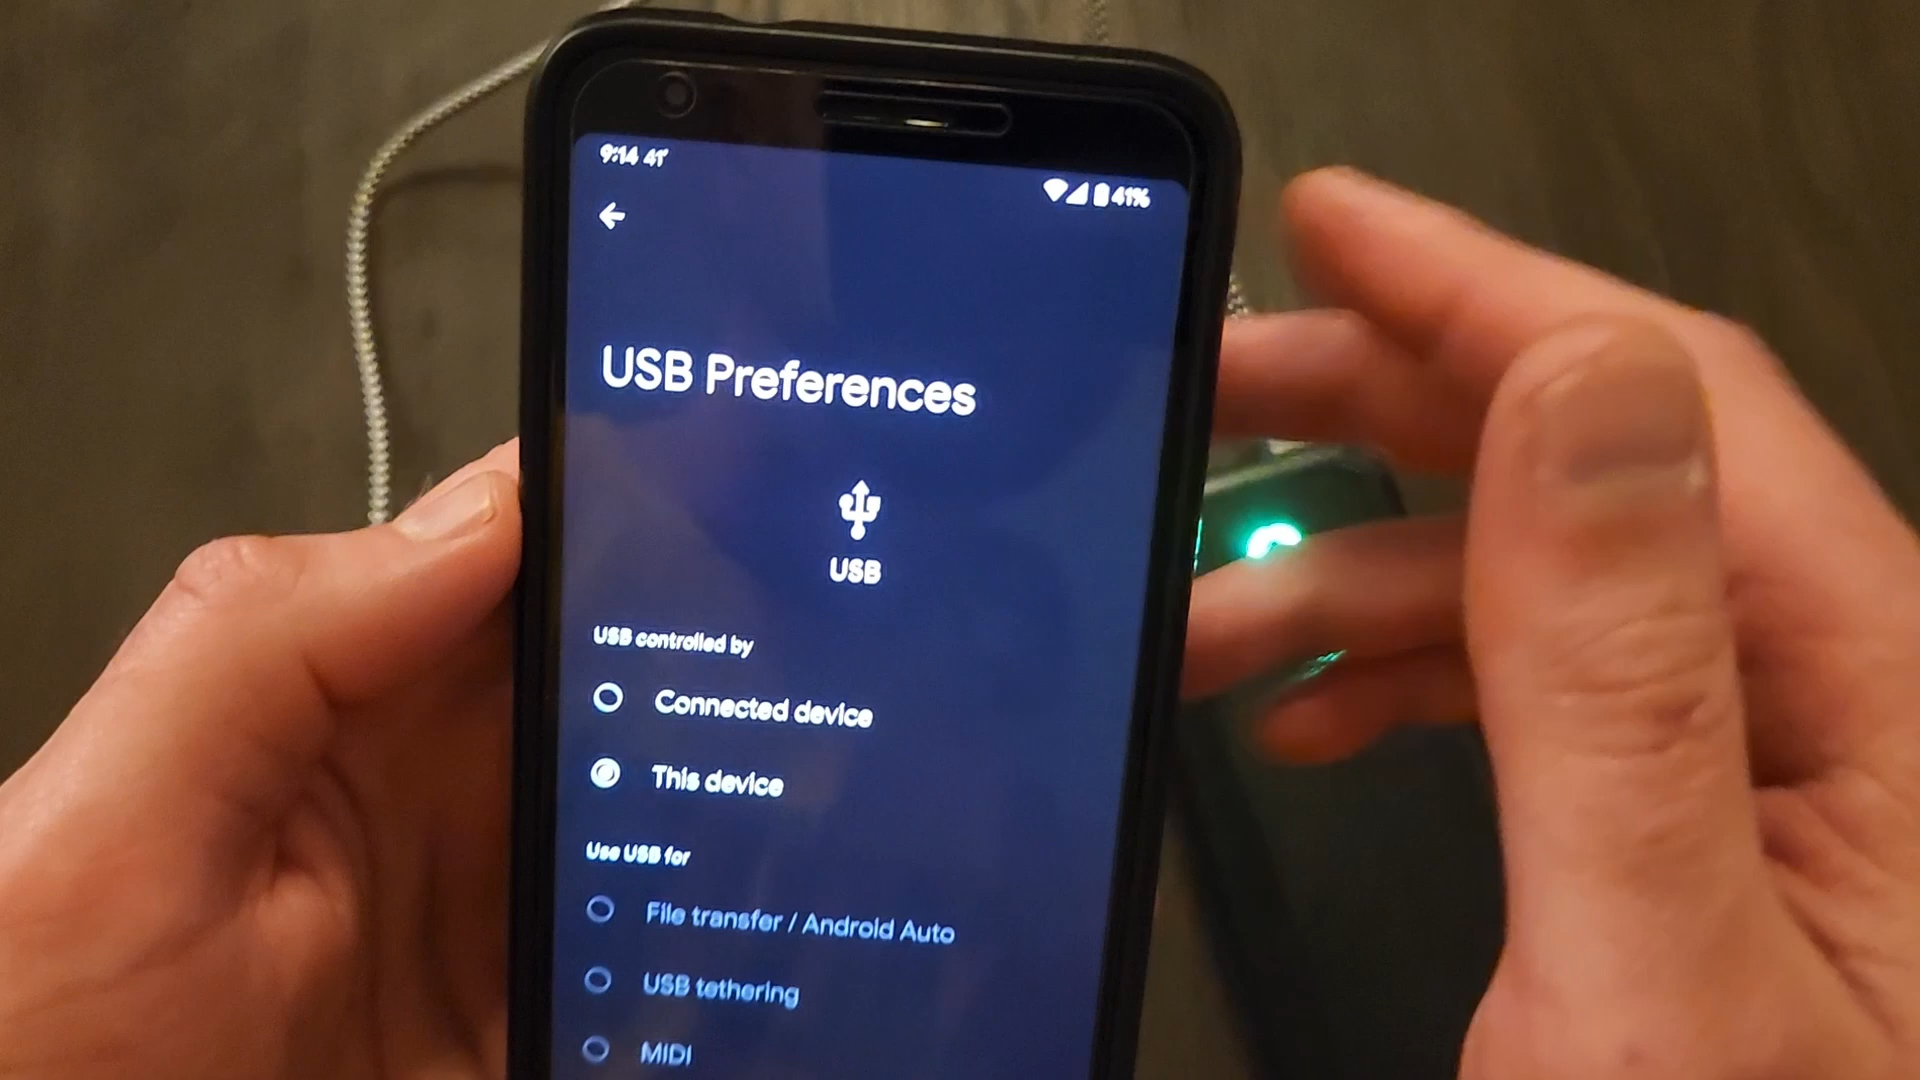 9:14 41°
41%
USB Preferences
USB
USB controlled by
Connected device
This device
Use USB for
File transfer / Android Auto
USB tethering
MIDI